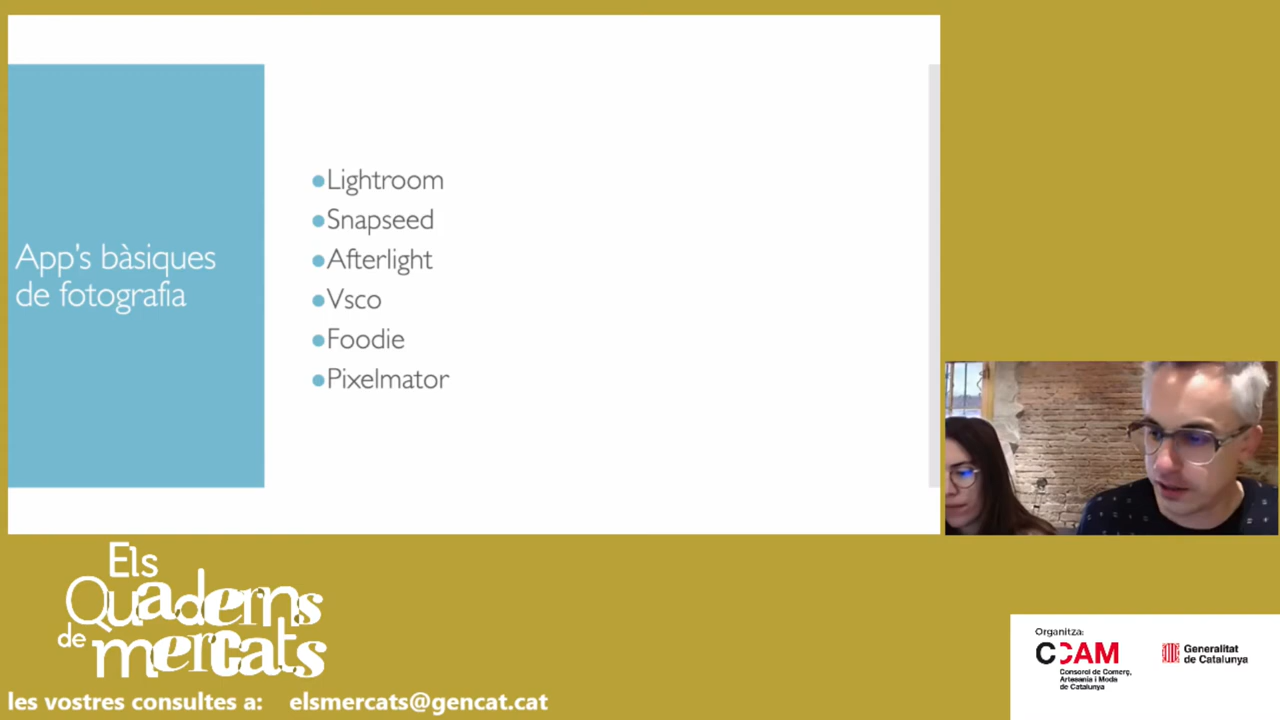 App's bàsiques
de fotografia
●Lightroom
●Snapseed
●Afterlight
●Vsco
●Foodie
●Pixelmator
Els
Quaderns
de mercats
les vostres consultes a: elsmercats@gencat.cat
Organitza:
CCAM
Consorci de Comerç,
Artesania i Moda
de Catalunya
Generalitat
de Catalunya